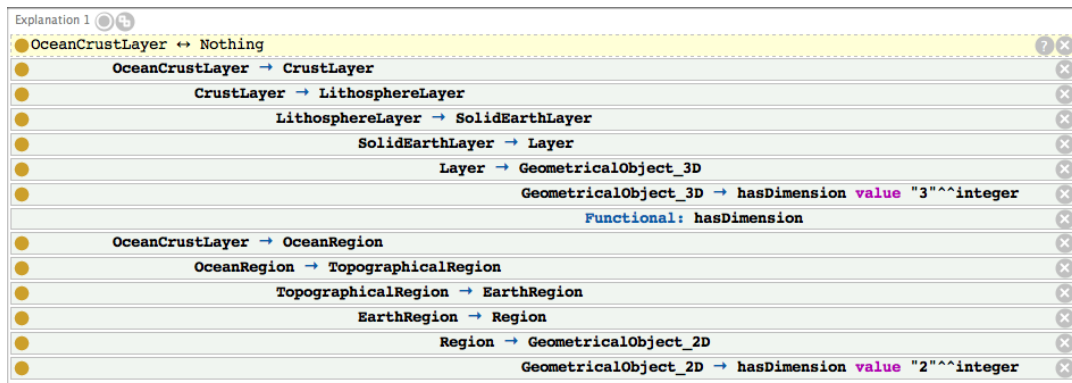 Explanation 1
OceanCrustLayer ↔ Nothing
OceanCrustLayer → CrustLayer
CrustLayer → LithosphereLayer
LithosphereLayer → SolidEarthLayer
SolidEarthLayer → Layer
Layer → GeometricalObject_3D
GeometricalObject_3D → hasDimension value "3"^^integer
Functional: hasDimension
OceanCrustLayer → OceanRegion
OceanRegion → TopographicalRegion
TopographicalRegion → EarthRegion
EarthRegion → Region
Region → GeometricalObject_2D
GeometricalObject_2D → hasDimension value "2"^^integer